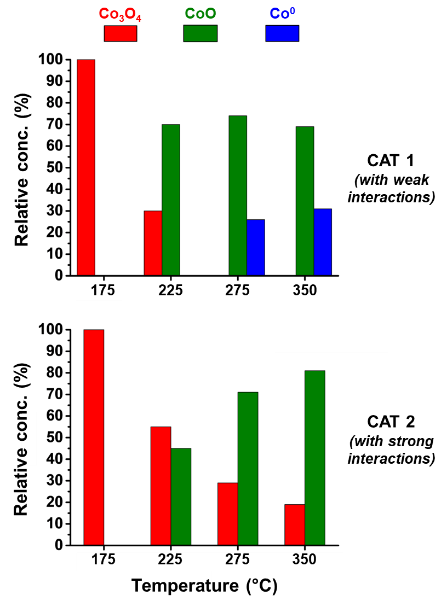 Co₃O₄ CoO Co⁰
100
90
80
70
60
50
40
30
20
10
0
Relative conc. (%)
175 225 275 350
CAT 1
(with weak
interactions)
100
90
80
70
60
50
40
30
20
10
0
Relative conc. (%)
175 225 275 350
CAT 2
(with strong
interactions)
Temperature (°C)